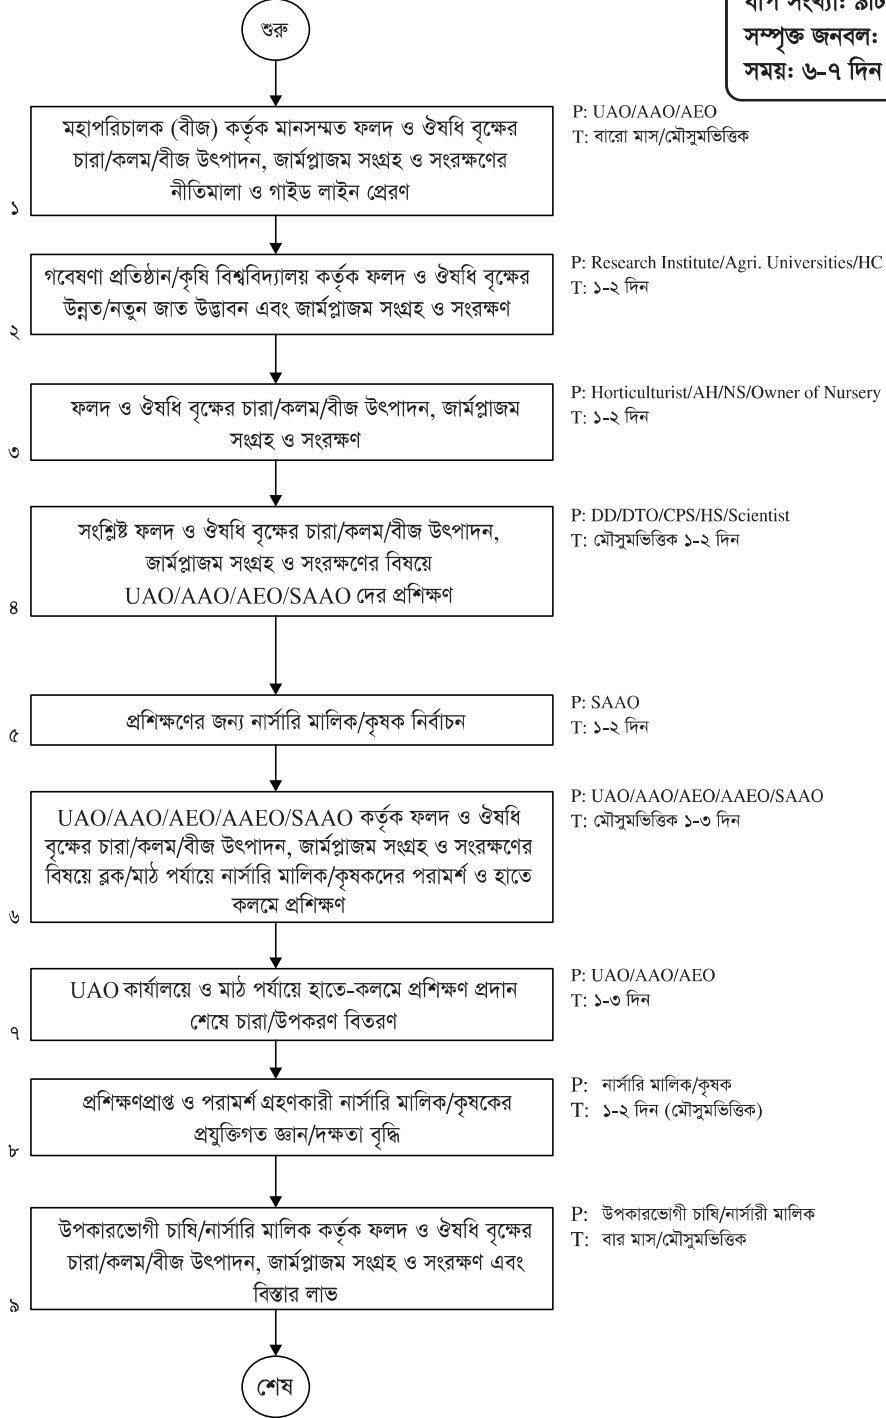 ধাপ সংখ্যা: ৯টি
সম্পৃক্ত জনবল:
সময়: ৬-৭ দিন
শুরু
মহাপরিচালক (বীজ) কর্তৃক মানসম্মত ফলদ ও ঔষধি বৃক্ষের
চারা/কলম/বীজ উৎপাদন, জার্মপ্লাজম সংগ্রহ ও সংরক্ষণের
নীতিমালা ও গাইড লাইন প্রেরণ
১
P: UAO/AAO/AEO
T: বারো মাস/মৌসুমভিত্তিক
গবেষণা প্রতিষ্ঠান/কৃষি বিশ্ববিদ্যালয় কর্তৃক ফলদ ও ঔষধি বৃক্ষের
উন্নত/নতুন জাত উদ্ভাবন এবং জার্মপ্লাজম সংগ্রহ ও সংরক্ষণ
২
P: Research Institute/Agri. Universities/HC
T: ১-২ দিন
ফলদ ও ঔষধি বৃক্ষের চারা/কলম/বীজ উৎপাদন, জার্মপ্লাজম
সংগ্রহ ও সংরক্ষণ
৩
P: Horticulturist/AH/NS/Owner of Nursery
T: ১-২ দিন
সংশ্লিষ্ট ফলদ ও ঔষধি বৃক্ষের চারা/কলম/বীজ উৎপাদন,
জার্মপ্লাজম সংগ্রহ ও সংরক্ষণের বিষয়ে
UAO/AAO/AEO/SAAO দের প্রশিক্ষণ
৪
P: DD/DTO/CPS/HS/Scientist
T: মৌসুমভিত্তিক ১-২ দিন
প্রশিক্ষণের জন্য নার্সারি মালিক/কৃষক নির্বাচন
৫
P: SAAO
T: ১-২ দিন
UAO/AAO/AEO/AAEO/SAAO কর্তৃক ফলদ ও ঔষধি
বৃক্ষের চারা/কলম/বীজ উৎপাদন, জার্মপ্লাজম সংগ্রহ ও সংরক্ষণের
বিষয়ে ব্লক/মাঠ পর্যায়ে নার্সারি মালিক/কৃষকদের পরামর্শ ও হাতে
কলমে প্রশিক্ষণ
৬
P: UAO/AAO/AEO/AAEO/SAAO
T: মৌসুমভিত্তিক ১-৩ দিন
UAO কার্যালয়ে ও মাঠ পর্যায়ে হাতে-কলমে প্রশিক্ষণ প্রদান
শেষে চারা/উপকরণ বিতরণ
৭
P: UAO/AAO/AEO
T: ১-৩ দিন
প্রশিক্ষণপ্রাপ্ত ও পরামর্শ গ্রহণকারী নার্সারি মালিক/কৃষকের
প্রযুক্তিগত জ্ঞান/দক্ষতা বৃদ্ধি
৮
P: নার্সারি মালিক/কৃষক
T: ১-২ দিন (মৌসুমভিত্তিক)
উপকারভোগী চাষি/নার্সারি মালিক কর্তৃক ফলদ ও ঔষধি বৃক্ষের
চারা/কলম/বীজ উৎপাদন, জার্মপ্লাজম সংগ্রহ ও সংরক্ষণ এবং
বিস্তার লাভ
৯
P: উপকারভোগী চাষি/নার্সারী মালিক
T: বার মাস/মৌসুমভিত্তিক
শেষ